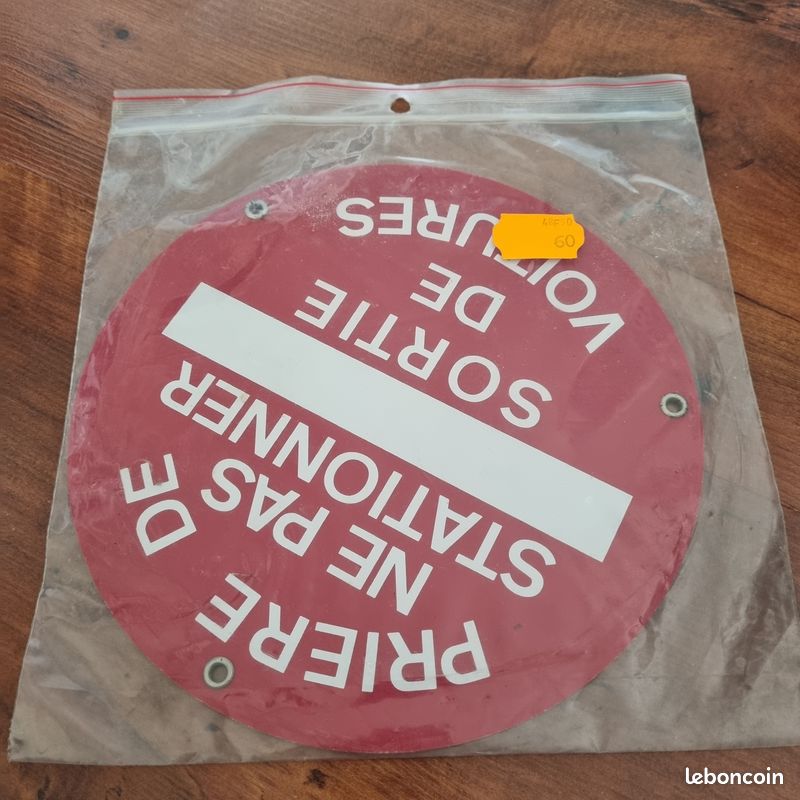 PRIERE DE
NE PAS
STATIONNER
SORTIE
DE
VOITURES
60
leboncoin